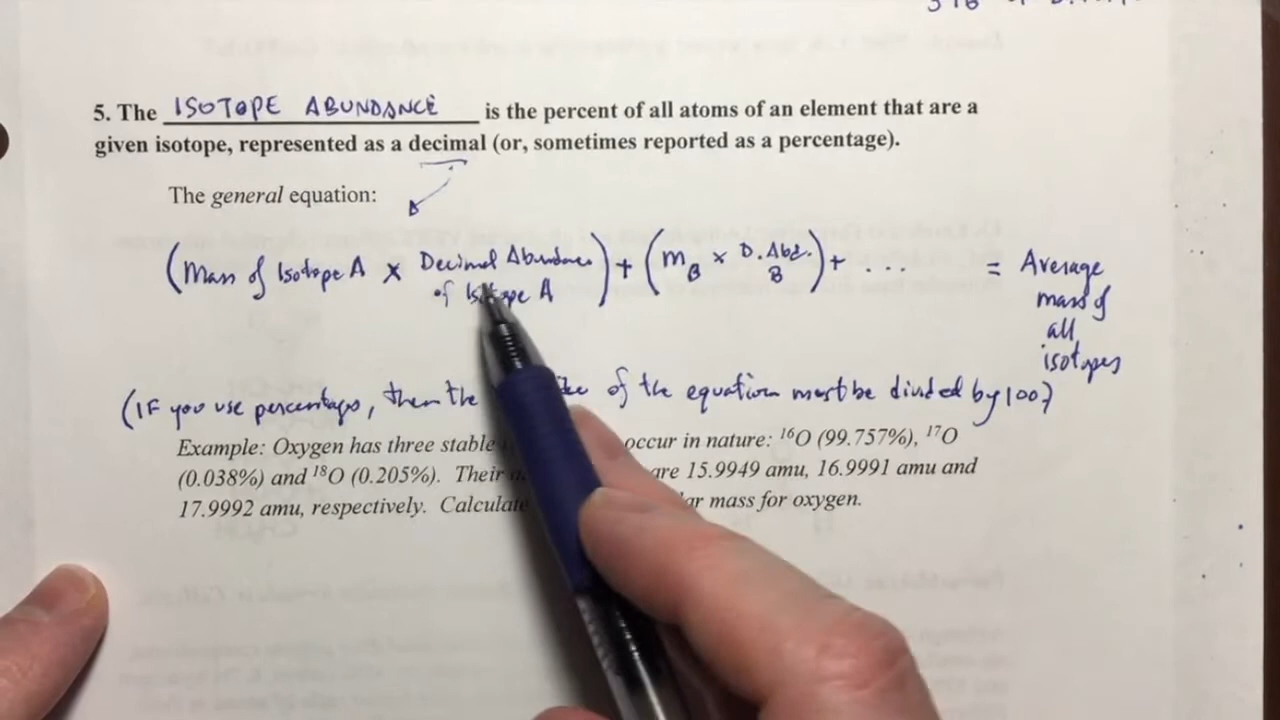 5. The ISOTOPE ABUNDANCE is the percent of all atoms of an element that are a
given isotope, represented as a decimal (or, sometimes reported as a percentage).
The general equation:
(Mass of Isotope A × Decimal Abundance of Isotope A) + (m_B × D. Abd. B) + ... = Average mass of all isotopes
(IF you use percentages, then the of the equation must be divided by 100)
Example: Oxygen has three stable occur in nature: ¹⁶O (99.757%), ¹⁷O
(0.038%) and ¹⁸O (0.205%). Their are 15.9949 amu, 16.9991 amu and
17.9992 amu, respectively. Calculate mass for oxygen.